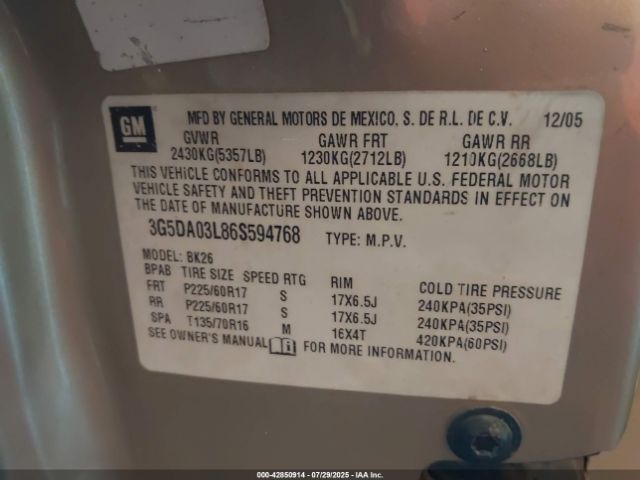 GM
MFD BY GENERAL MOTORS DE MEXICO, S. DE R.L. DE C.V. 12/05
GVWR GAWR FRT GAWR RR
2430KG(5357LB) 1230KG(2712LB) 1210KG(2668LB)
THIS VEHICLE CONFORMS TO ALL APPLICABLE U.S. FEDERAL MOTOR
VEHICLE SAFETY AND THEFT PREVENTION STANDARDS IN EFFECT ON
THE DATE OF MANUFACTURE SHOWN ABOVE.
3G5DA03L86S594768 TYPE: M.P.V.
MODEL: BK26
BPAB TIRE SIZE SPEED RTG RIM COLD TIRE PRESSURE
FRT P225/60R17 S 17X6.5J 240KPA(35PSI)
RR P225/60R17 S 17X6.5J 240KPA(35PSI)
SPA T135/70R16 M 16X4T 420KPA(60PSI)
SEE OWNER'S MANUAL FOR MORE INFORMATION.
000-42850914 - 07/29/2025 - IAA Inc.